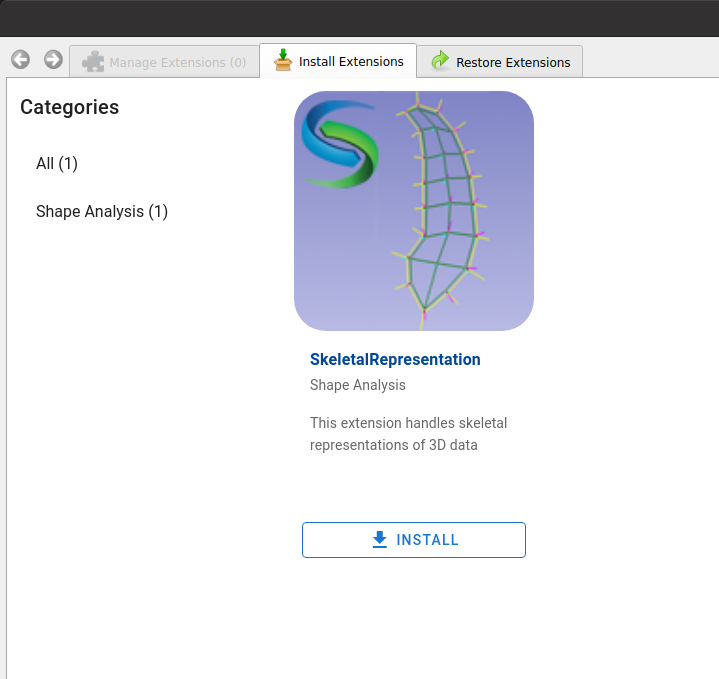 Manage Extensions (0)
Install Extensions
Restore Extensions
Categories
All (1)
Shape Analysis (1)
SkeletalRepresentation
Shape Analysis
This extension handles skeletal
representations of 3D data
INSTALL